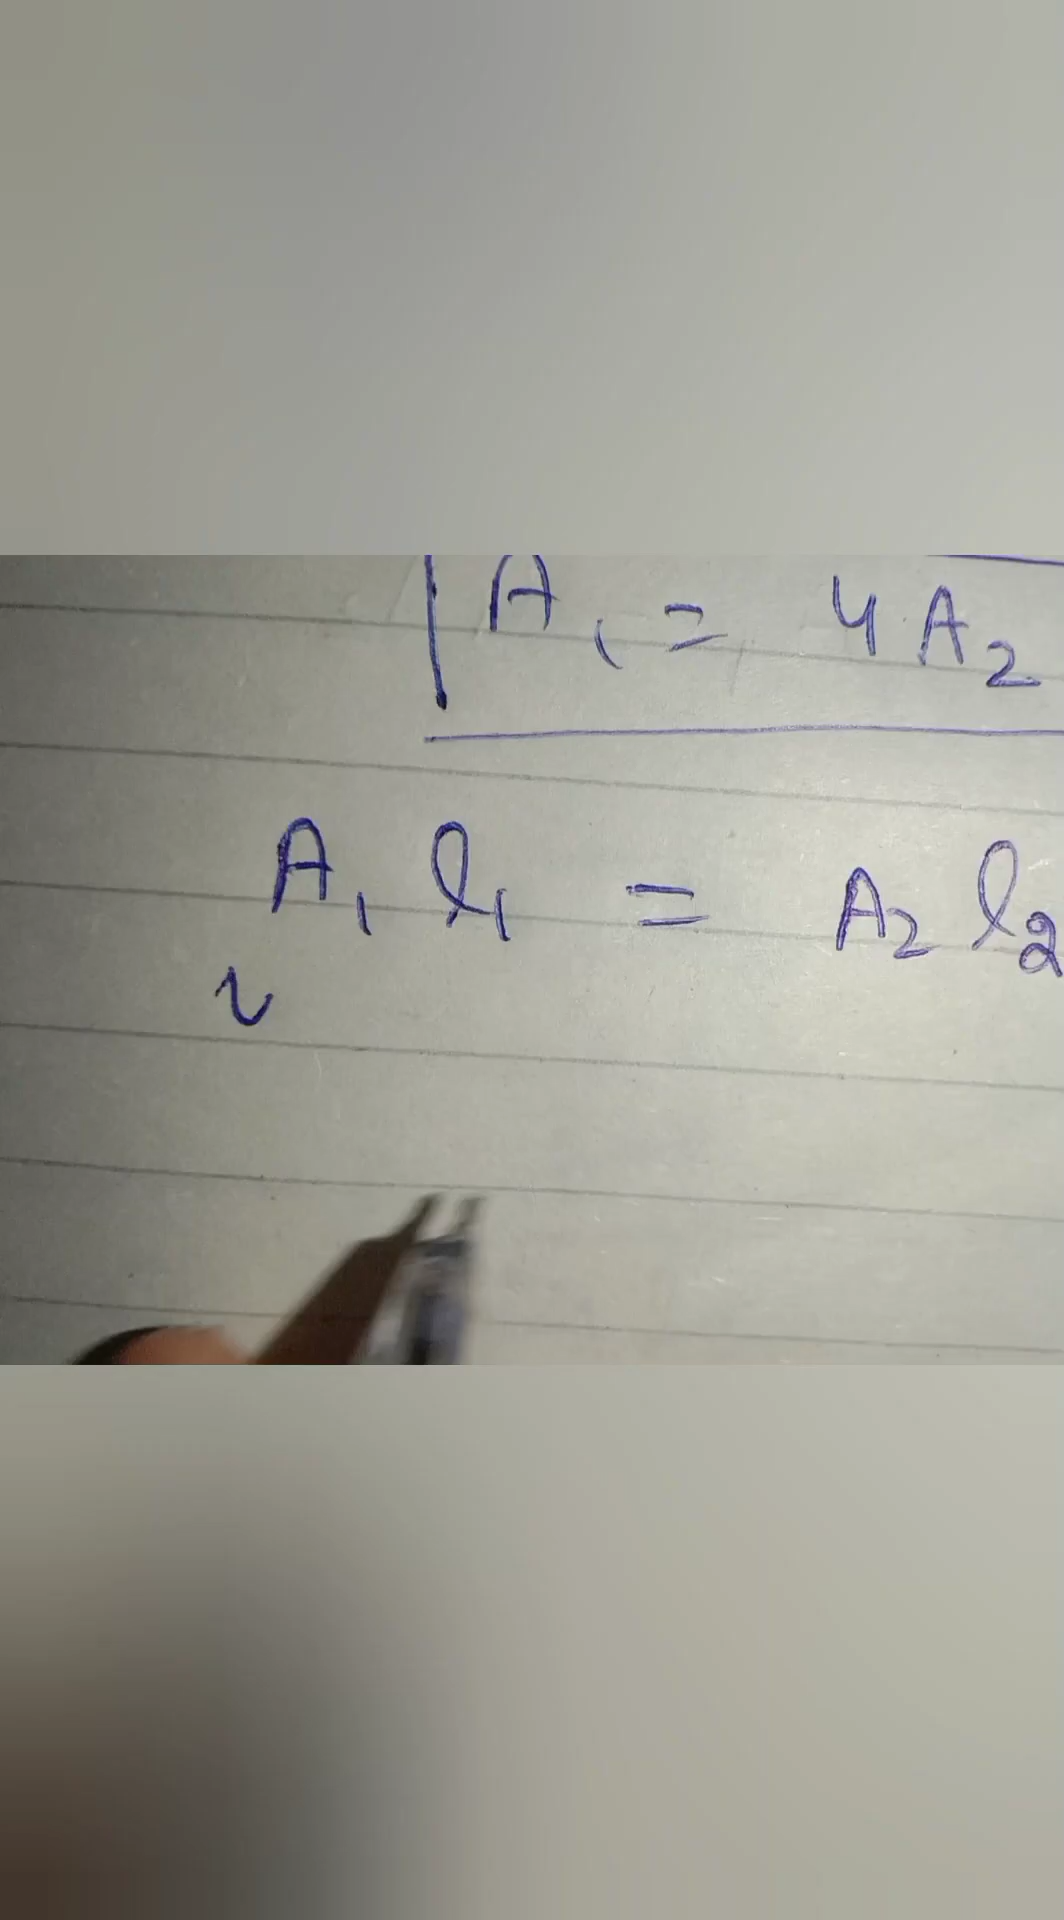 A₁ = 4A₂
A₁ l₁ = A₂ l₂